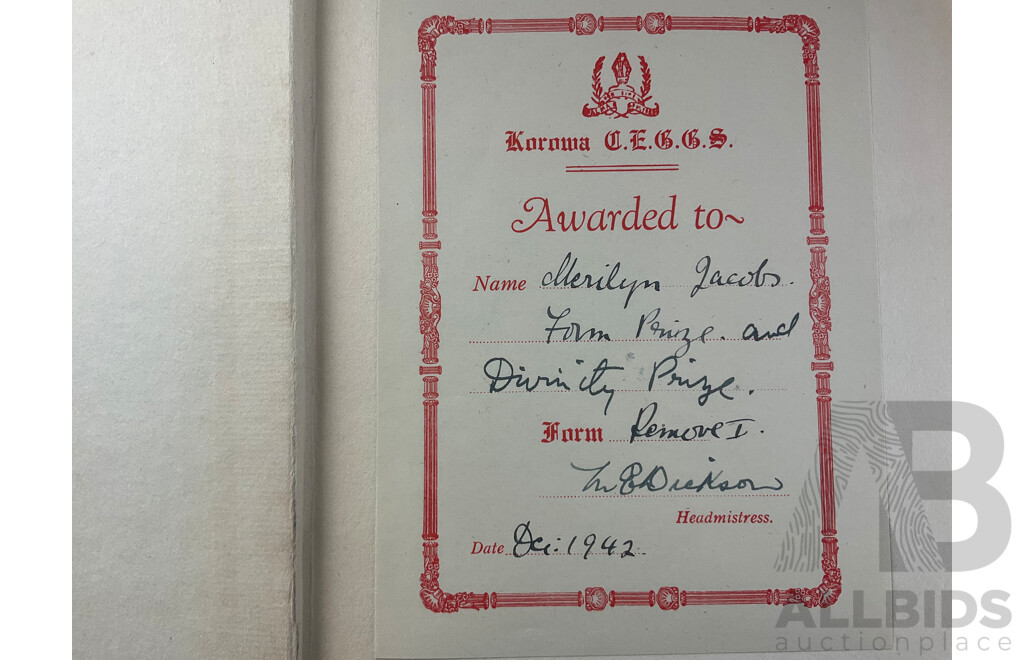 Korowa C.E.G.G.S.
Awarded to~
Name Merilyn Jacobs.
Form Prize. and
Divinity Prize.
Form Remove I.
Dickson
Headmistress.
Date Dec: 1942
AB
ALLBIDS
auctionplace